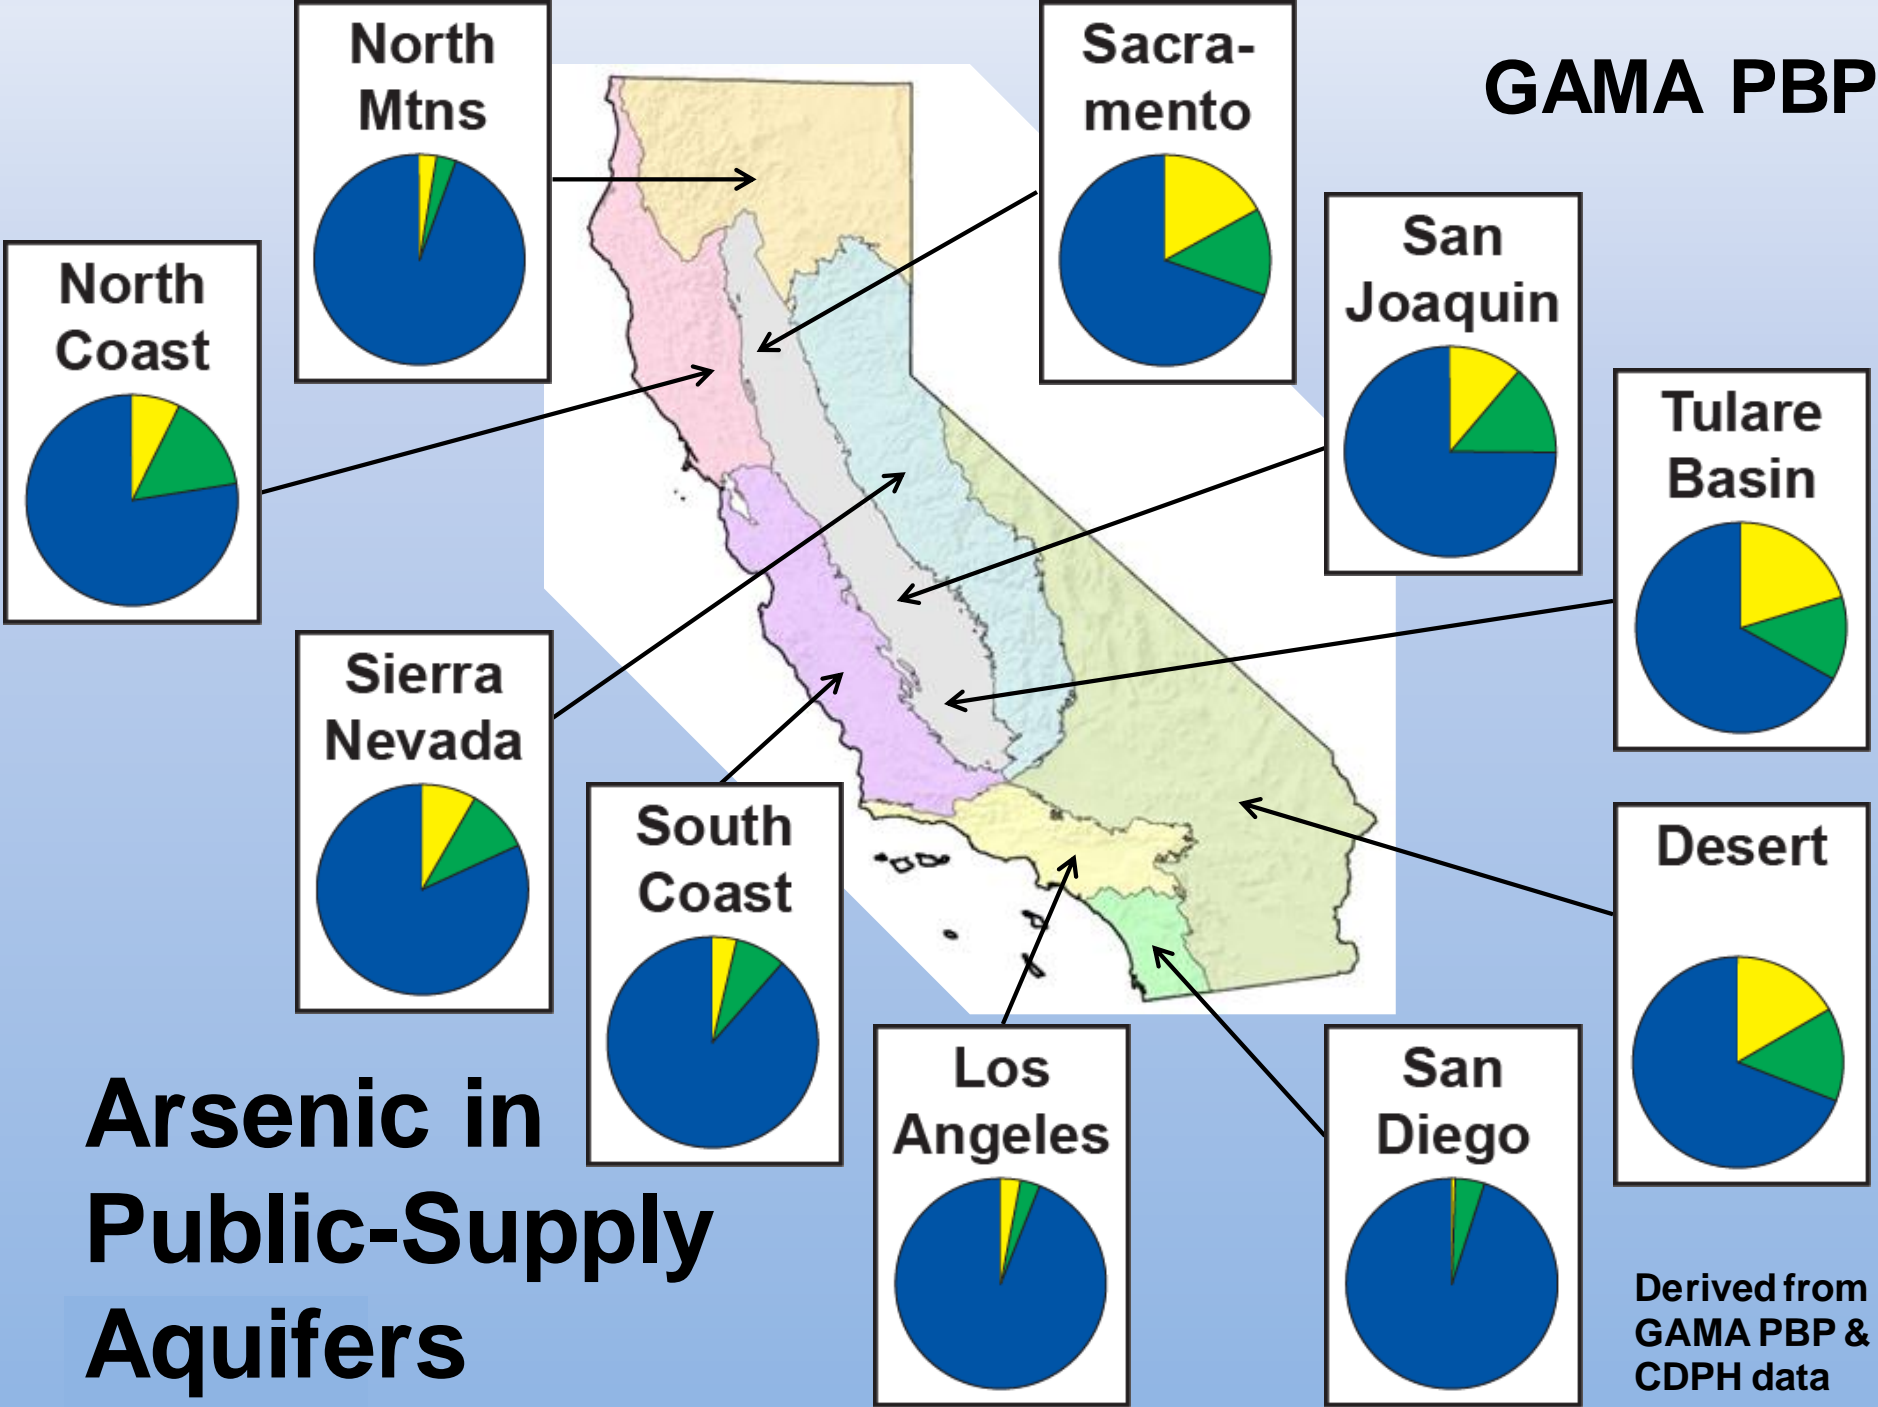 North
Mtns
Sacra-
mento
GAMA PBP
San
Joaquin
North
Coast
Tulare
Basin
Sierra
Nevada
South
Coast
Desert
Los
Angeles
San
Diego
Arsenic in
Public-Supply
Aquifers
Derived from
GAMA PBP &
CDPH data